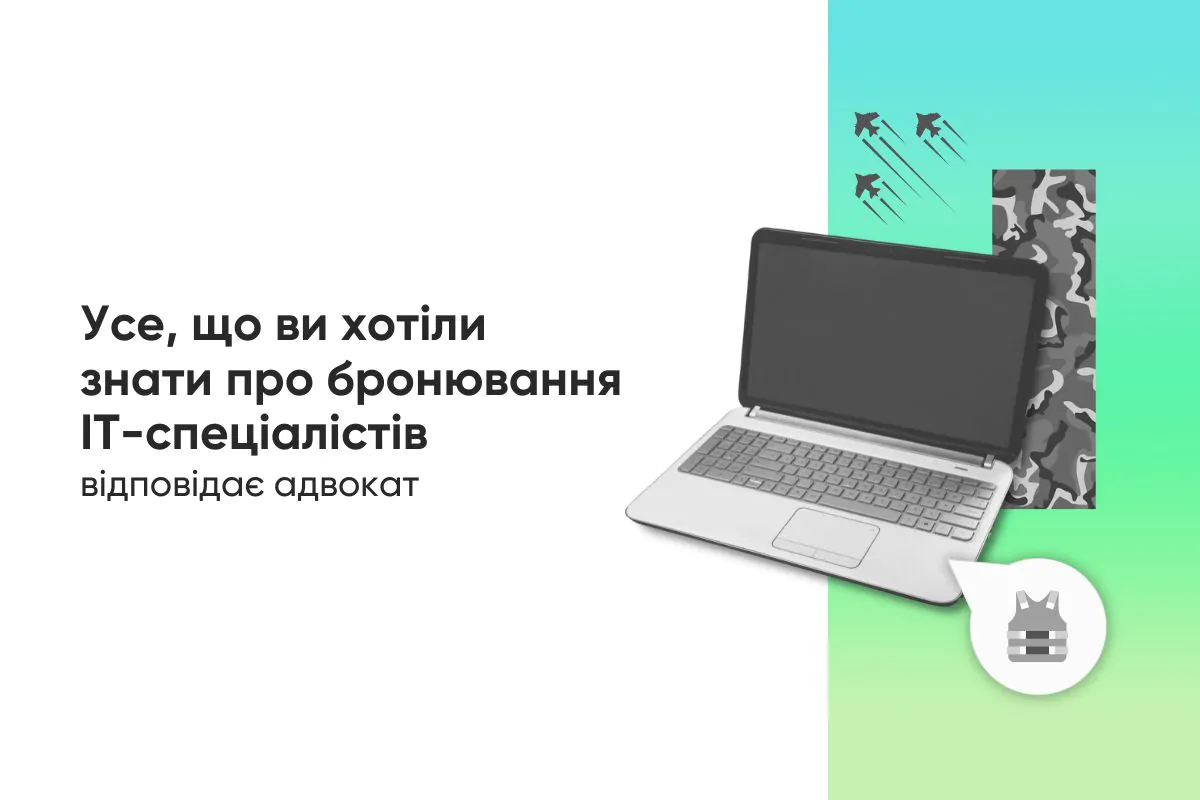 Усе, що ви хотіли
знати про бронювання
ІТ-спеціалістів
відповідає адвокат